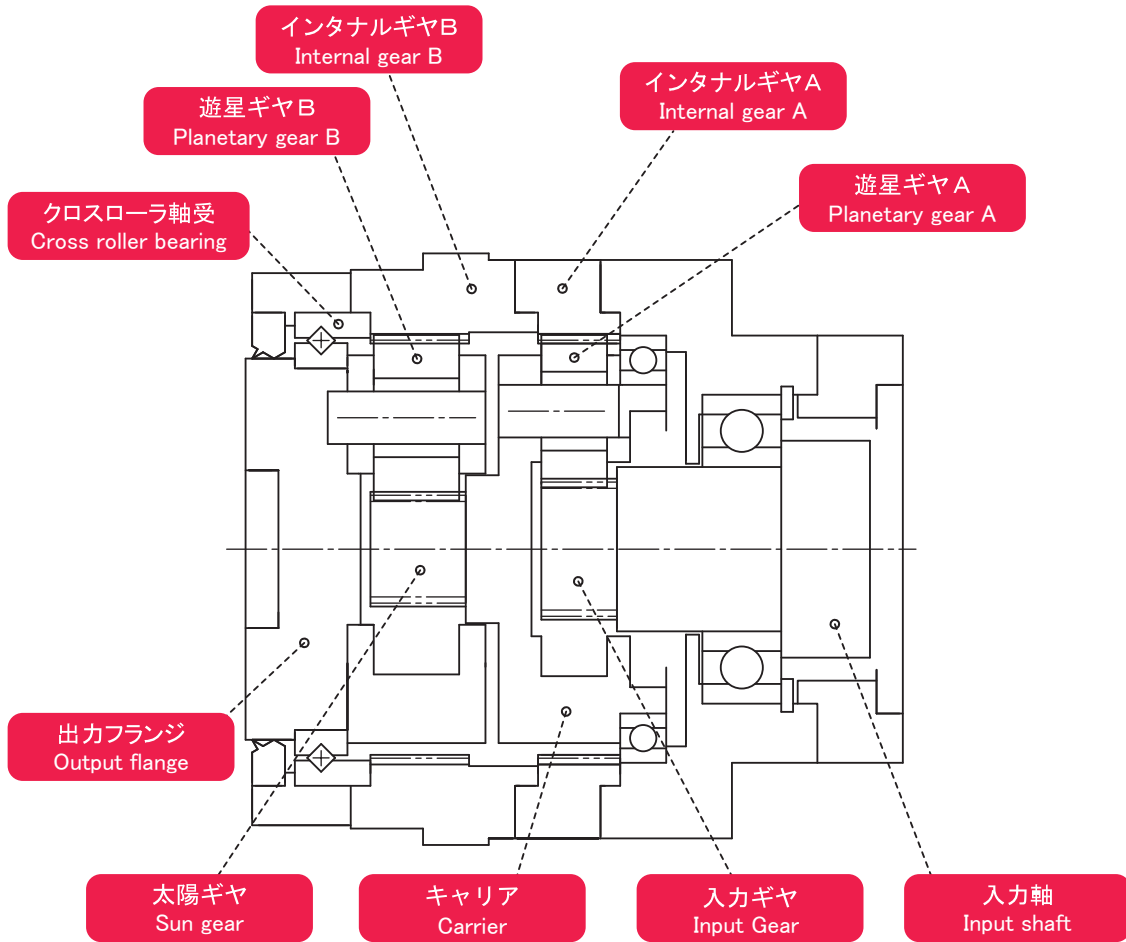 インタナルギヤB
Internal gear B
インタナルギヤA
Internal gear A
遊星ギヤB
Planetary gear B
遊星ギヤA
Planetary gear A
クロスローラ軸受
Cross roller bearing
出力フランジ
Output flange
太陽ギヤ
Sun gear
キャリア
Carrier
入力ギヤ
Input Gear
入力軸
Input shaft